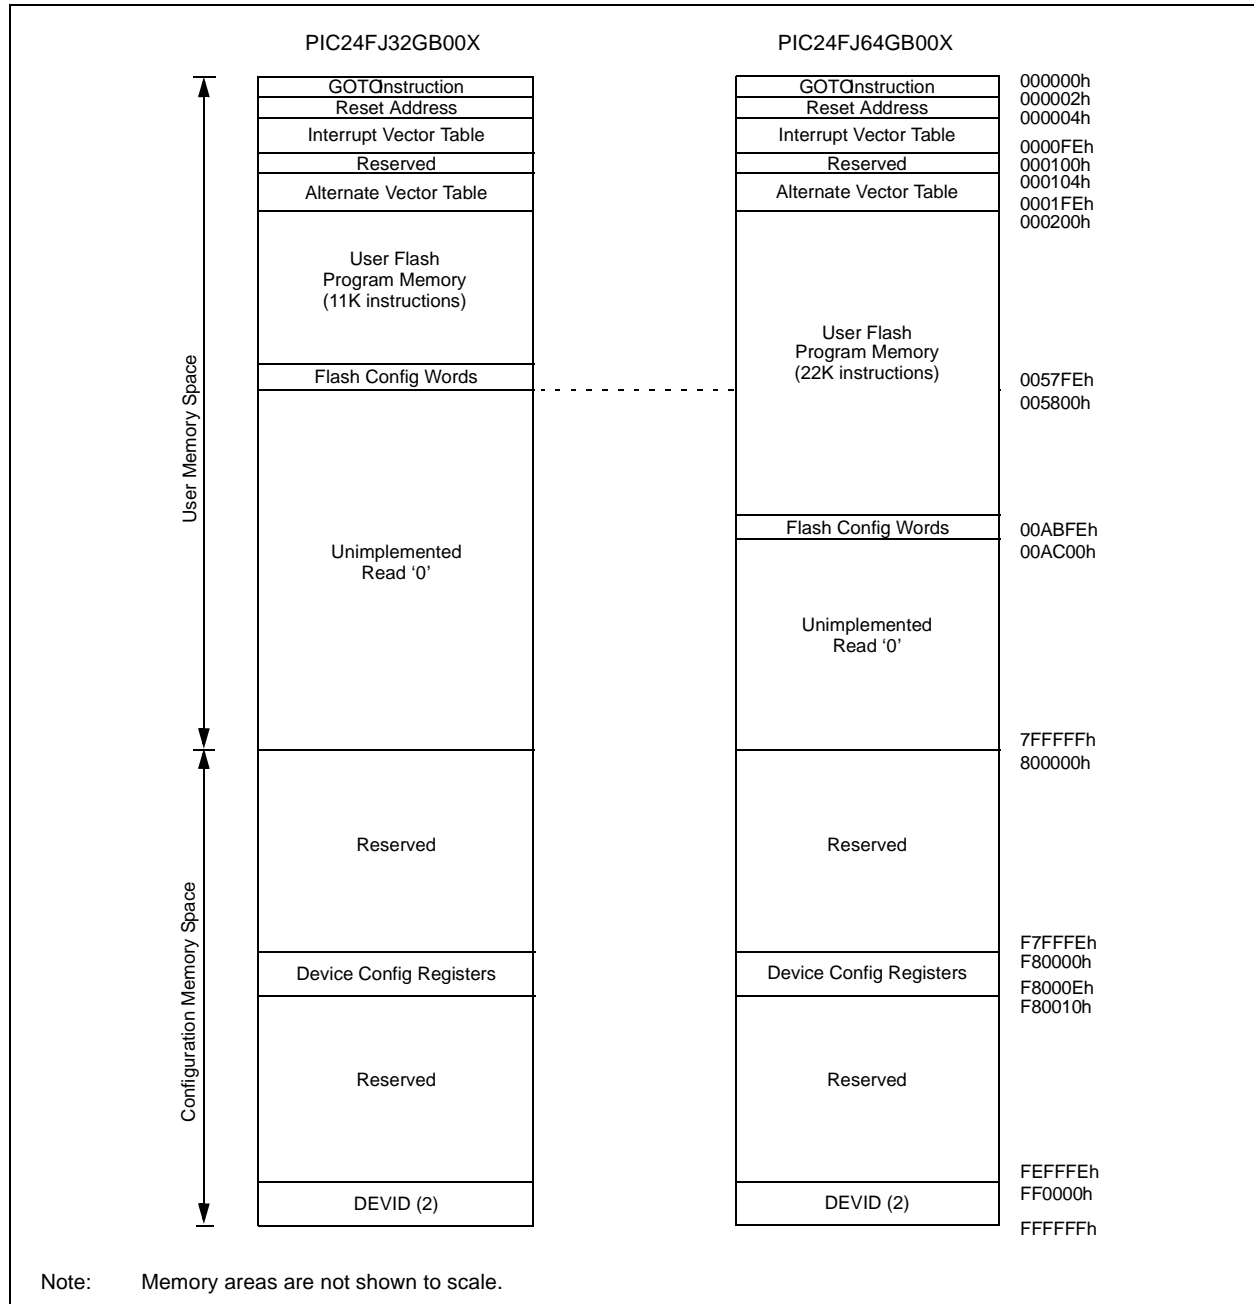 PIC24FJ32GB00X
PIC24FJ64GB00X
GOTO Instruction
Reset Address
Interrupt Vector Table
Reserved
Alternate Vector Table
User Flash
Program Memory
(11K instructions)
Flash Config Words
Unimplemented
Read ‘0’
Reserved
Device Config Registers
Reserved
DEVID (2)
GOTO Instruction
Reset Address
Interrupt Vector Table
Reserved
Alternate Vector Table
User Flash
Program Memory
(22K instructions)
Flash Config Words
Unimplemented
Read ‘0’
Reserved
Device Config Registers
Reserved
DEVID (2)
000000h
000002h
000004h
0000FEh
000100h
000104h
0001FEh
000200h
0057FEh
005800h
00ABFEh
00AC00h
7FFFFFh
800000h
F7FFFEh
F80000h
F8000Eh
F80010h
FEFFFEh
FF0000h
FFFFFFh
User Memory Space
Configuration Memory Space
Note: Memory areas are not shown to scale.